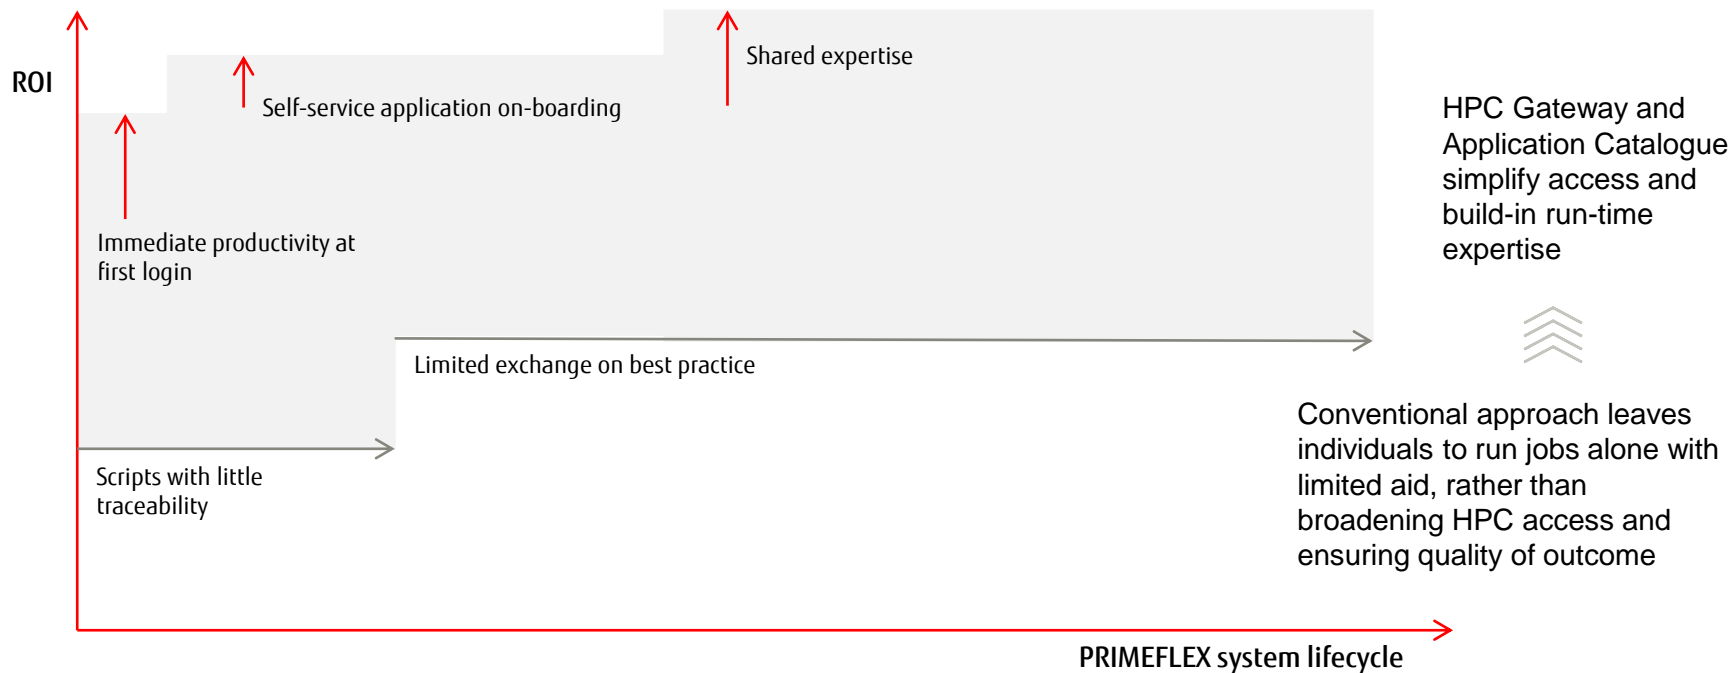 ROI
Shared expertise
Self-service application on-boarding
Immediate productivity at
first login
Limited exchange on best practice
Scripts with little
traceability
HPC Gateway and
Application Catalogue
simplify access and
build-in run-time
expertise
Conventional approach leaves
individuals to run jobs alone with
limited aid, rather than
broadening HPC access and
ensuring quality of outcome
PRIMEFLEX system lifecycle